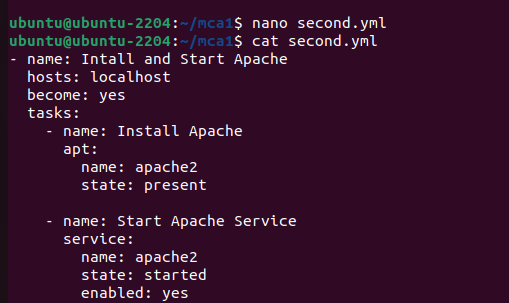 ubuntu@ubuntu-2204:~/mca1$ nano second.yml
ubuntu@ubuntu-2204:~/mca1$ cat second.yml
- name: Intall and Start Apache
  hosts: localhost
  become: yes
  tasks:
    - name: Install Apache
      apt:
        name: apache2
        state: present

    - name: Start Apache Service
      service:
        name: apache2
        state: started
        enabled: yes